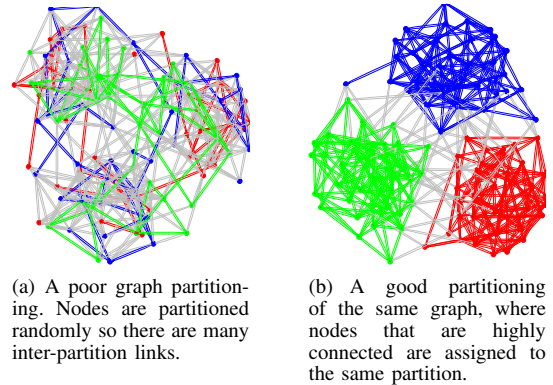 (a) A poor graph partition-
ing. Nodes are partitioned
randomly so there are many
inter-partition links.
(b) A good partitioning
of the same graph, where
nodes that are highly
connected are assigned to
the same partition.